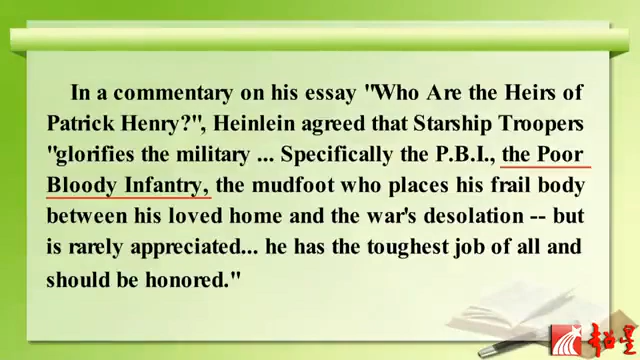 In a commentary on his essay "Who Are the Heirs of
Patrick Henry?", Heinlein agreed that Starship Troopers
"glorifies the military ... Specifically the P.B.I., the Poor
Bloody Infantry, the mudfoot who places his frail body
between his loved home and the war's desolation -- but
is rarely appreciated... he has the toughest job of all and
should be honored."